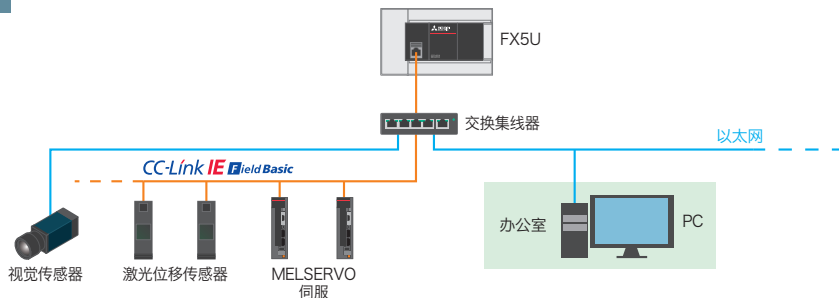 FX5U
交换集线器
以太网
CC-Link IE Field Basic
办公室
PC
视觉传感器
激光位移传感器
MELSERVO
伺服